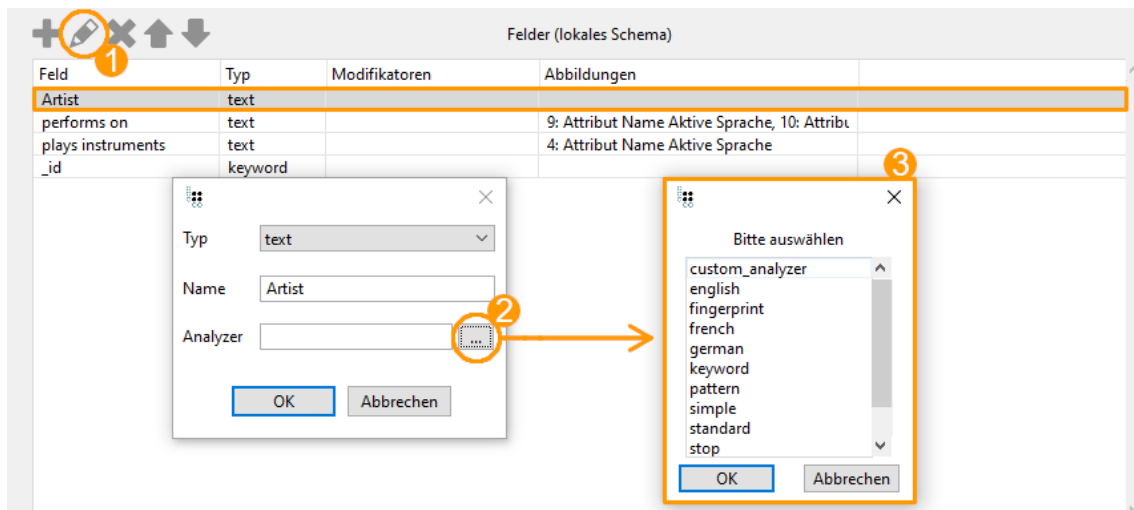 1
Felder (lokales Schema)
Feld Typ Modifikatoren Abbildungen
Artist text
performs on text 9: Attribut Name Aktive Sprache, 10: Attribu
plays instruments text 4: Attribut Name Aktive Sprache
_id keyword
Typ text
Name Artist
2
Analyzer ...
OK Abbrechen
3
Bitte auswählen
custom_analyzer
english
fingerprint
french
german
keyword
pattern
simple
standard
stop
OK Abbrechen